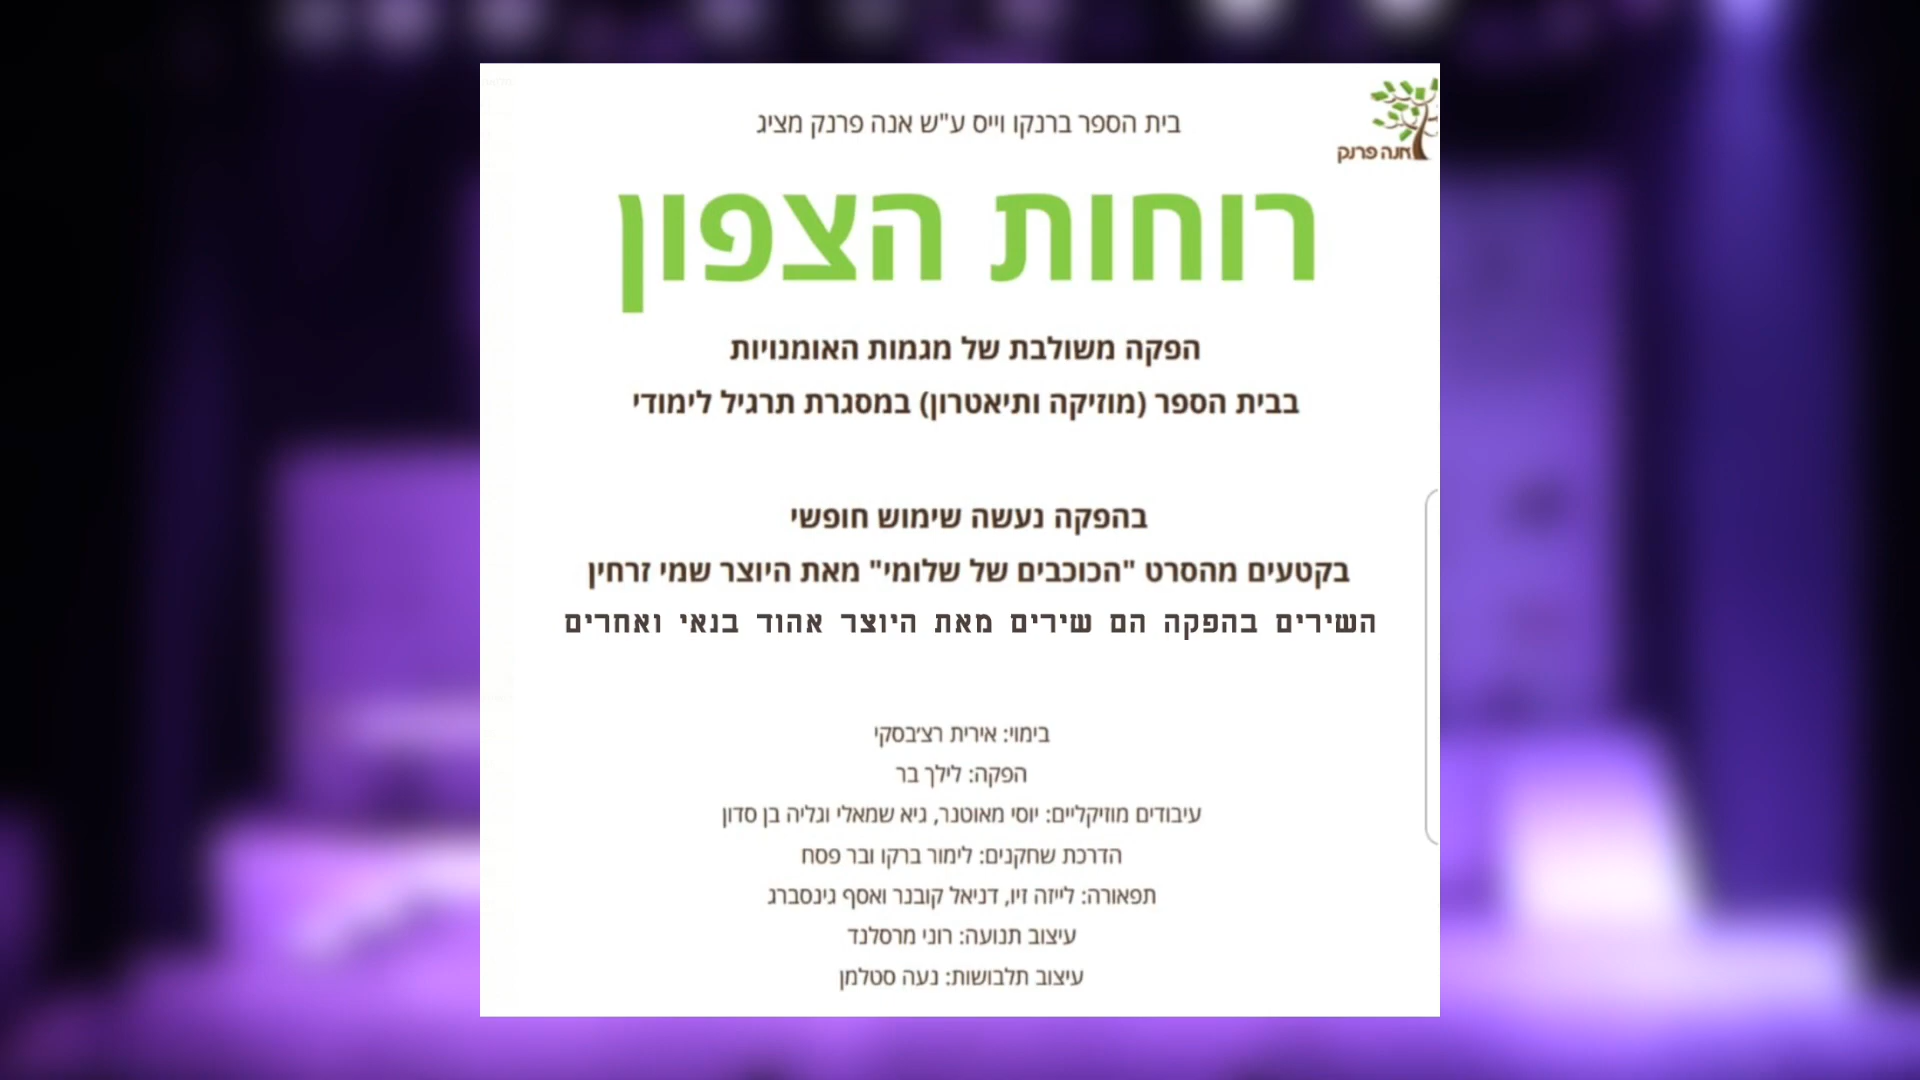 אנה פרנק
בית הספר ברנקו וייס ע"ש אנה פרנק מציג
רוחות הצפון
הפקה משולבת של מגמות האומנויות
בבית הספר (מוזיקה ותיאטרון) במסגרת תרגיל לימודי
בהפקה נעשה שימוש חופשי
בקטעים מהסרט "הכוכבים של שלומי" מאת היוצר שמי זרחין
השירים בהפקה הם שירים מאת היוצר אהוד בנאי ואחרים
בימוי: אירית רצ'בסקי
הפקה: לילך בר
עיבודים מוזיקליים: יוסי מאוטנר, גיא שמאלי וגליה בן סדון
הדרכת שחקנים: לימור ברקו ובר פסח
תפאורה: לייזה זיו, דניאל קובנר ואסף גינסברג
עיצוב תנועה: רוני מרסלנד
עיצוב תלבושות: נעה סטלמן